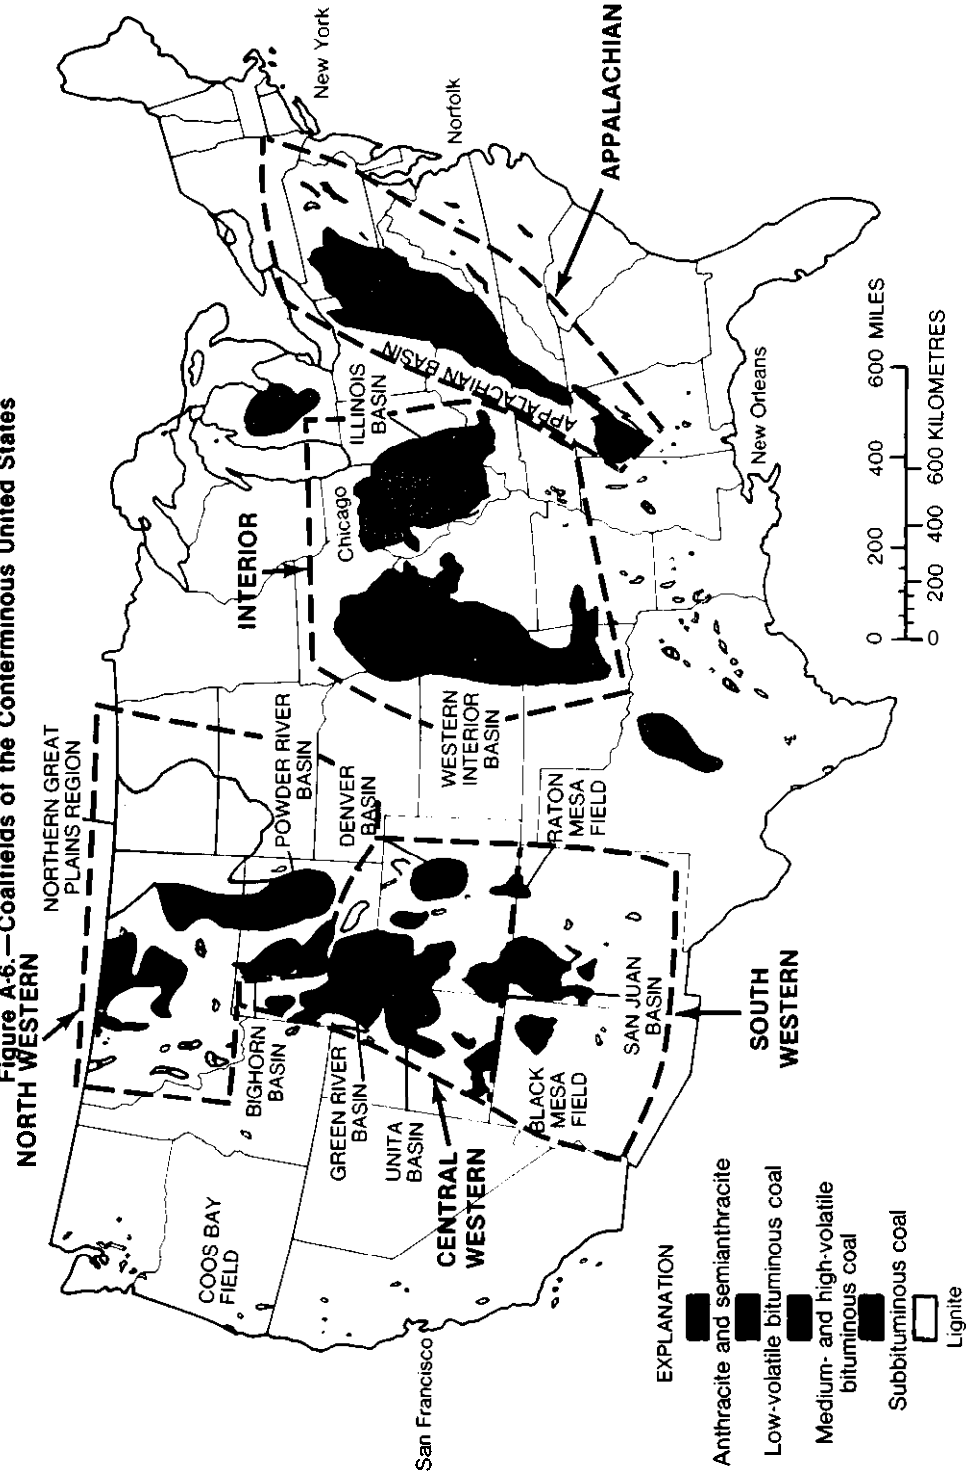 Figure A-6.—Coalfields of the Conterminous United States
NORTH WESTERN
NORTHERN GREAT
PLAINS REGION
POWDER RIVER
BASIN
DENVER
BASIN
INTERIOR
Chicago
ILLINOIS
BASIN
APPALACHIAN BASIN
New York
Norfolk
APPALACHIAN
COOS BAY
FIELD
BIGHORN
BASIN
GREEN RIVER
BASIN
UNITA
BASIN
CENTRAL
WESTERN
WESTERN
INTERIOR
BASIN
RATON
MESA
FIELD
BLACK
MESA
FIELD
SAN JUAN
BASIN
SOUTH
WESTERN
San Francisco
New Orleans
EXPLANATION
Anthracite and semianthracite
Low-volatile bituminous coal
Medium- and high-volatile
bituminous coal
Subbituminous coal
Lignite
0 200 400 600 MILES
0 200 400 600 KILOMETRES